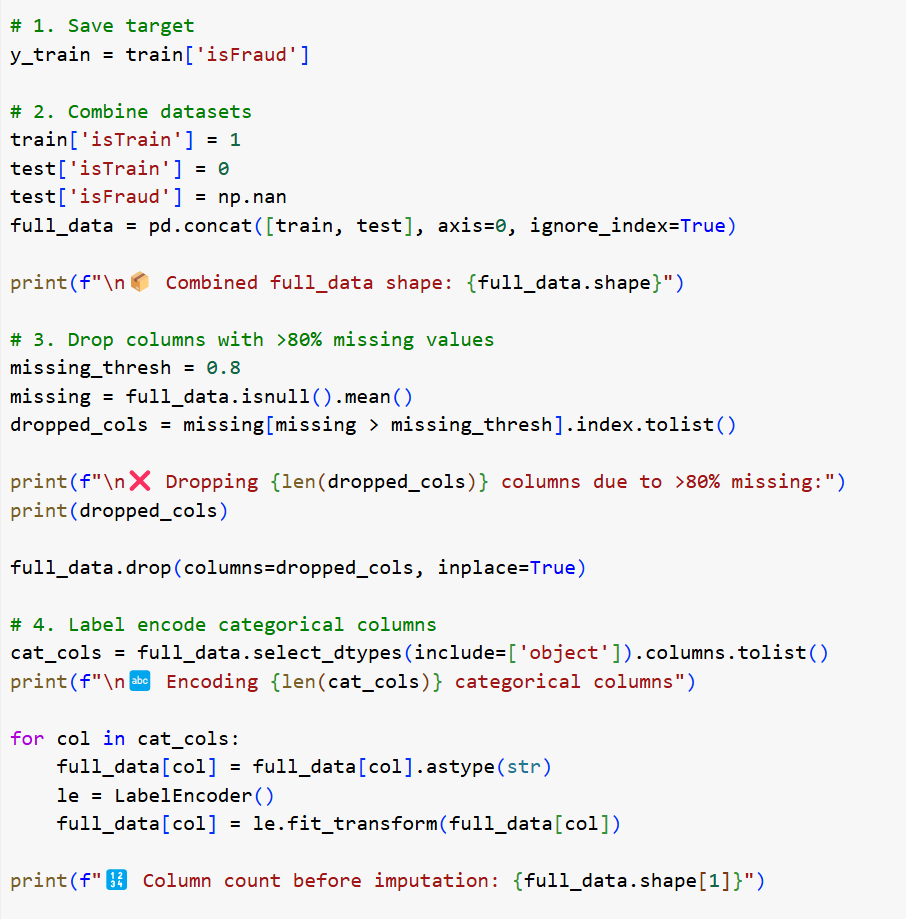 # 1. Save target
y_train = train['isFraud']
# 2. Combine datasets
train['isTrain'] = 1
test['isTrain'] = 0
test['isFraud'] = np.nan
full_data = pd.concat([train, test], axis=0, ignore_index=True)
print(f"\n📦 Combined full_data shape: {full_data.shape}")
# 3. Drop columns with >80% missing values
missing_thresh = 0.8
missing = full_data.isnull().mean()
dropped_cols = missing[missing > missing_thresh].index.tolist()
print(f"\n❌ Dropping {len(dropped_cols)} columns due to >80% missing:")
print(dropped_cols)
full_data.drop(columns=dropped_cols, inplace=True)
# 4. Label encode categorical columns
cat_cols = full_data.select_dtypes(include=['object']).columns.tolist()
print(f"\n🔤 Encoding {len(cat_cols)} categorical columns")
for col in cat_cols:
    full_data[col] = full_data[col].astype(str)
    le = LabelEncoder()
    full_data[col] = le.fit_transform(full_data[col])
print(f"🔢 Column count before imputation: {full_data.shape[1]}")